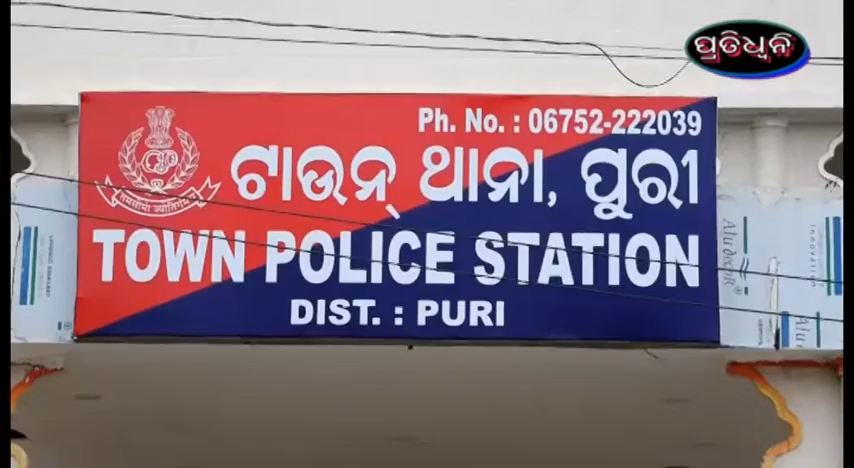 ପ୍ରତିଧ୍ୱନି
Ph. No. : 06752-222039
ଟାଉନ୍ ଥାନା, ପୁରୀ
TOWN POLICE STATION
DIST. : PURI